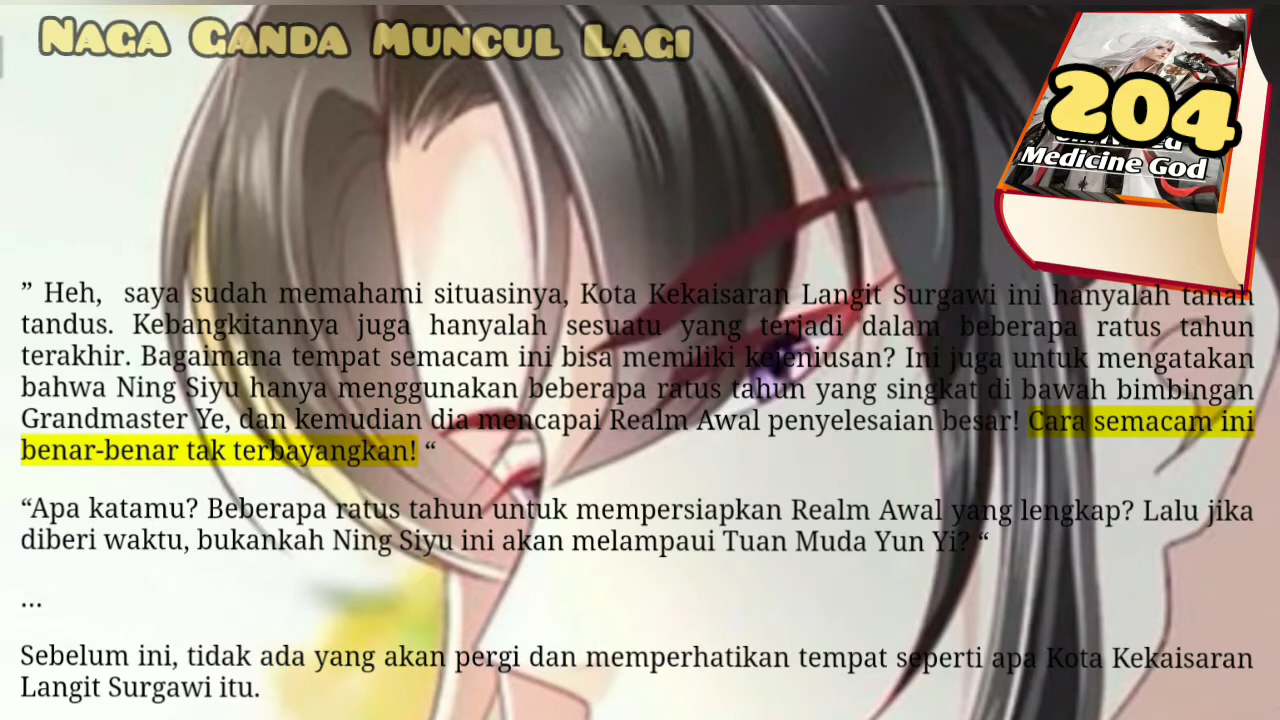 Naga Ganda Muncul Lagi
204
Medicine God
” Heh, saya sudah memahami situasinya, Kota Kekaisaran Langit Surgawi ini hanyalah tanah
tandus. Kebangkitannya juga hanyalah sesuatu yang terjadi dalam beberapa ratus tahun
terakhir. Bagaimana tempat semacam ini bisa memiliki kejeniusan? Ini juga untuk mengatakan
bahwa Ning Siyu hanya menggunakan beberapa ratus tahun yang singkat di bawah bimbingan
Grandmaster Ye, dan kemudian dia mencapai Realm Awal penyelesaian besar! Cara semacam ini
benar-benar tak terbayangkan! “
“Apa katamu? Beberapa ratus tahun untuk mempersiapkan Realm Awal yang lengkap? Lalu jika
diberi waktu, bukankah Ning Siyu ini akan melampaui Tuan Muda Yun Yi? “
...
Sebelum ini, tidak ada yang akan pergi dan memperhatikan tempat seperti apa Kota Kekaisaran
Langit Surgawi itu.